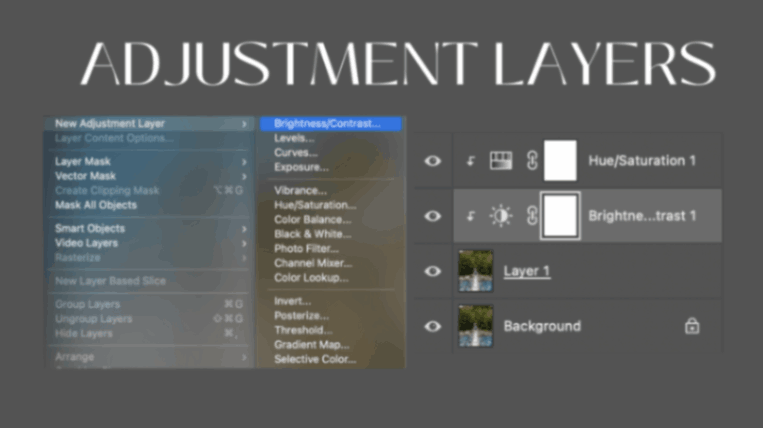 ADJUSTMENT LAYERS
New Adjustment Layer
Layer Content Options...
Layer Mask
Vector Mask
Create Clipping Mask ⌥⌘G
Mask All Objects
Smart Objects
Video Layers
Rasterize
New Layer Based Slice
Group Layers ⌘G
Ungroup Layers ⇧⌘G
Hide Layers ⌘,
Arrange
Brightness/Contrast...
Levels...
Curves...
Exposure...
Vibrance...
Hue/Saturation...
Color Balance...
Black & White...
Photo Filter...
Channel Mixer...
Color Lookup...
Invert...
Posterize...
Threshold...
Gradient Map...
Selective Color...
Hue/Saturation 1
Brightne...trast 1
Layer 1
Background